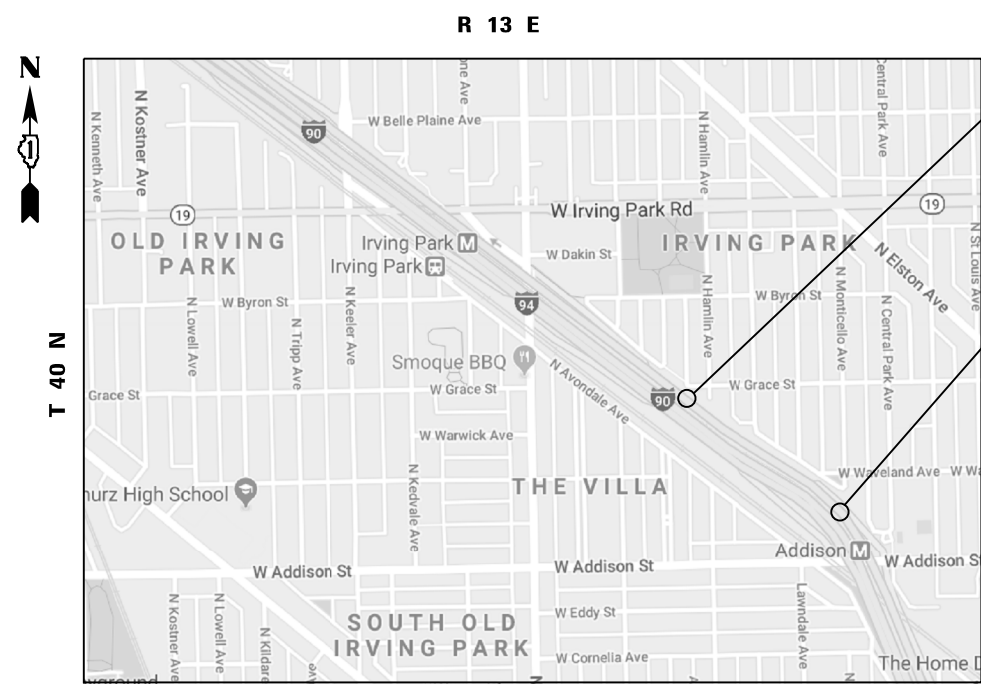 R 13 E
N
1
T 40 N
N Kenneth Ave
N Kostner Ave
90
W Belle Plaine Ave
one Ave
N Hamlin Ave
Central Park Ave
19
W Irving Park Rd
19
OLD IRVING
PARK
Irving Park M
Irving Park
W Dakin St
IRVING PARK
N Elston Ave
N St Louis Ave
W Byron St
N Lowell Ave
N Tripp Ave
N Keeler Ave
94
N Hamlin Ave
W Byron St
N Monticello Ave
N Central Park Ave
Smoque BBQ
W Grace St
N Avondale Ave
Grace St
90
W Grace St
W Warwick Ave
N Kedvale Ave
hurz High School
THE VILLA
W Waveland Ave
W Wa
Addison M
W Addison St
W Addison St
W Addison St
N Kostner Ave
N Lowell Ave
N Kildare
SOUTH OLD
IRVING PARK
W Eddy St
W Cornelia Ave
Lawndale Ave
The Home D
N
N